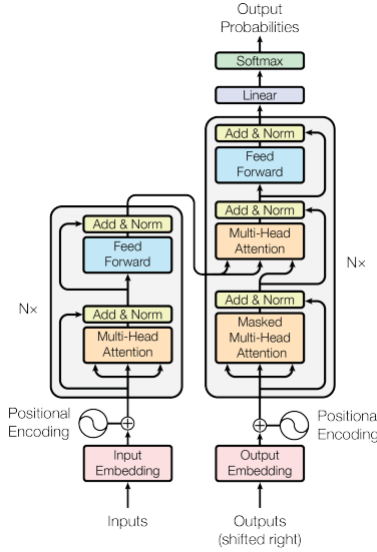 Output
Probabilities
Softmax
Linear
Add & Norm
Feed
Forward
Add & Norm
Multi-Head
Attention
Add & Norm
Masked
Multi-Head
Attention
Nx
Add & Norm
Feed
Forward
Add & Norm
Multi-Head
Attention
Nx
Positional
Encoding
Positional
Encoding
Input
Embedding
Output
Embedding
Inputs
Outputs
(shifted right)